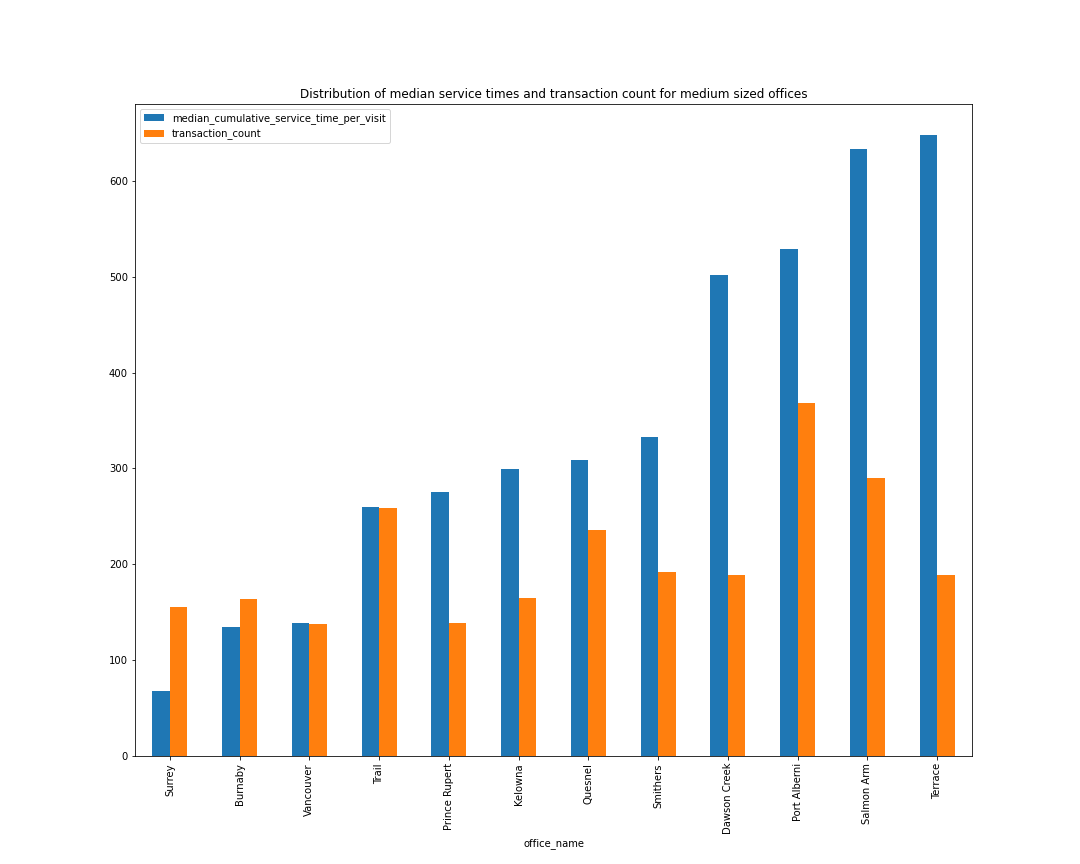 Distribution of median service times and transaction count for medium sized offices
median_cumulative_service_time_per_visit
transaction_count
600
500
400
300
200
100
0
Surrey
Burnaby
Vancouver
Trail
Prince Rupert
Kelowna
Quesnel
Smithers
Dawson Creek
Port Alberni
Salmon Arm
Terrace
office_name